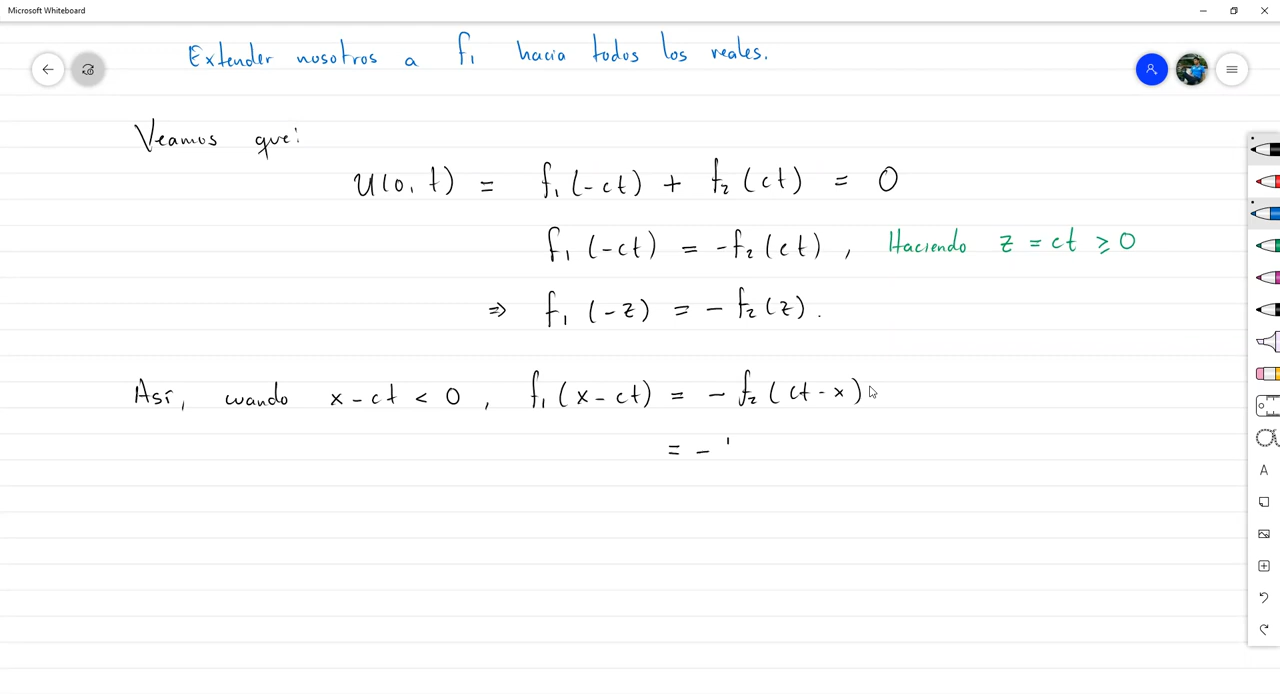 Microsoft Whiteboard
Extender nosotros a f₁ hacia todos los reales.
Veamos que:
u(0, t) = f₁(-ct) + f₂(ct) = 0
f₁(-ct) = -f₂(ct), Haciendo z = ct ≥ 0
⇒ f₁(-z) = -f₂(z).
Así, cuando x - ct < 0, f₁(x - ct) = -f₂(ct - x)
= - '
A